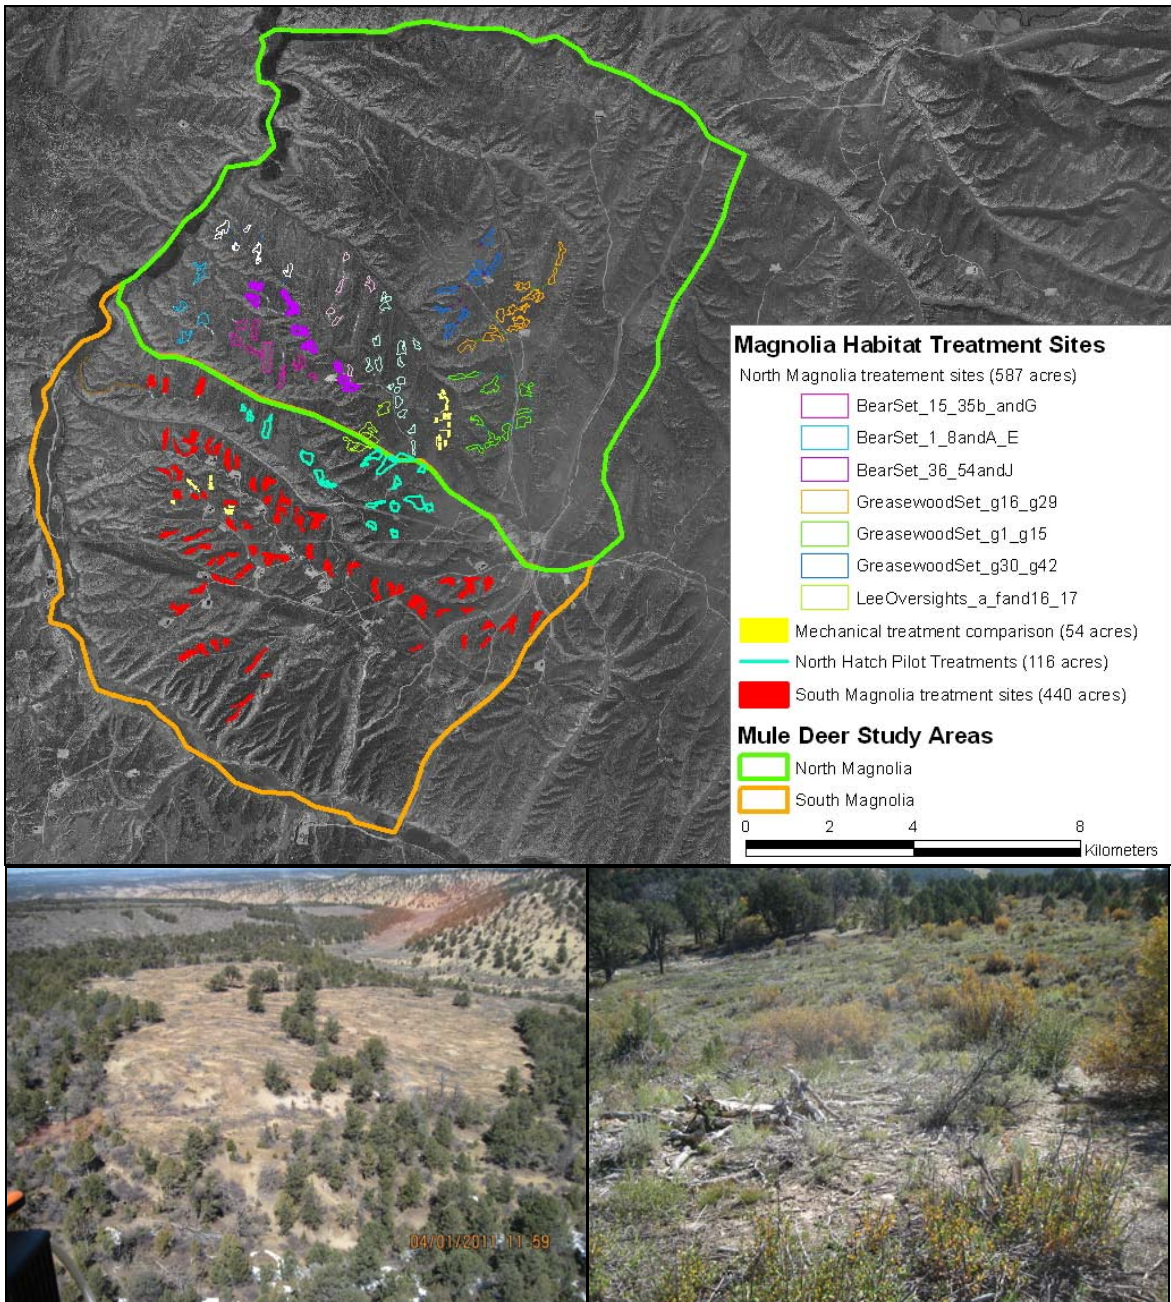 Magnolia Habitat Treatment Sites
North Magnolia treatement sites (587 acres)
BearSet_15_35b_andG
BearSet_1_8andA_E
BearSet_36_54andJ
GreasewoodSet_g16_g29
GreasewoodSet_g1_g15
GreasewoodSet_g30_g42
LeeOversights_a_fand16_17
Mechanical treatment comparison (54 acres)
North Hatch Pilot Treatments (116 acres)
South Magnolia treatment sites (440 acres)
Mule Deer Study Areas
North Magnolia
South Magnolia
0 2 4 8
Kilometers
04/01/2011 11:59